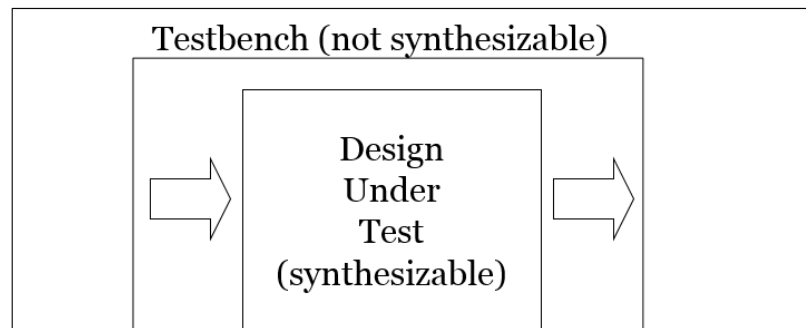 Testbench (not synthesizable)
Design
Under
Test
(synthesizable)